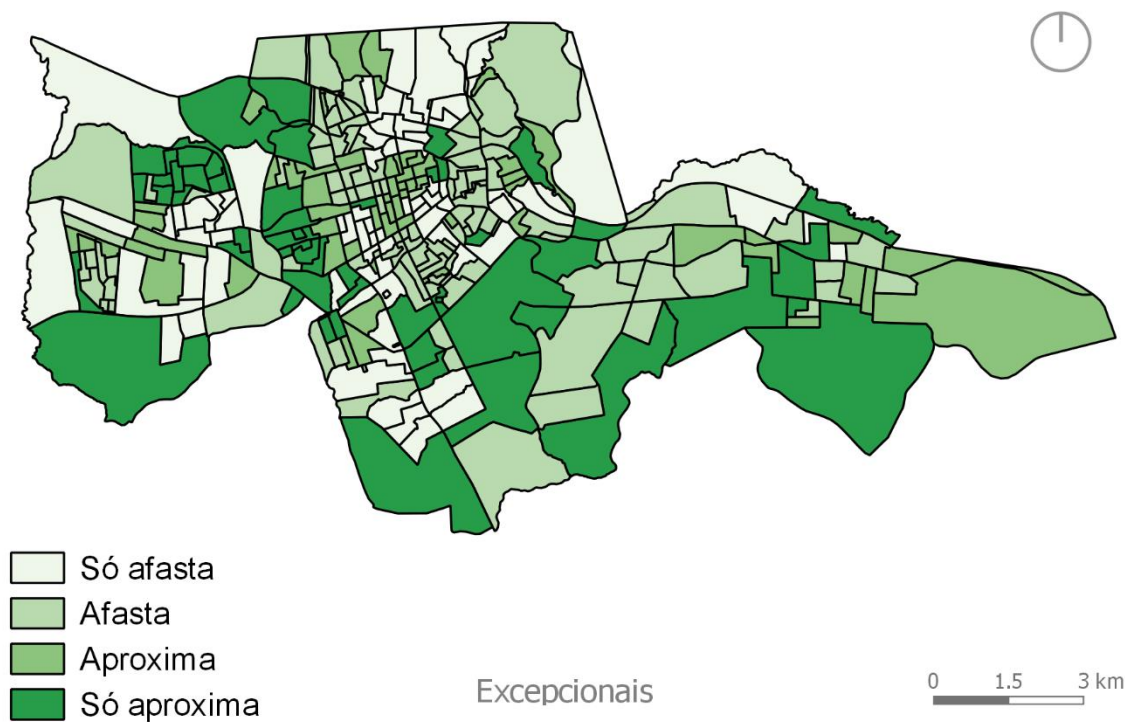 Só afasta
Afasta
Aproxima
Só aproxima
Excepcionais
0 1.5 3 km